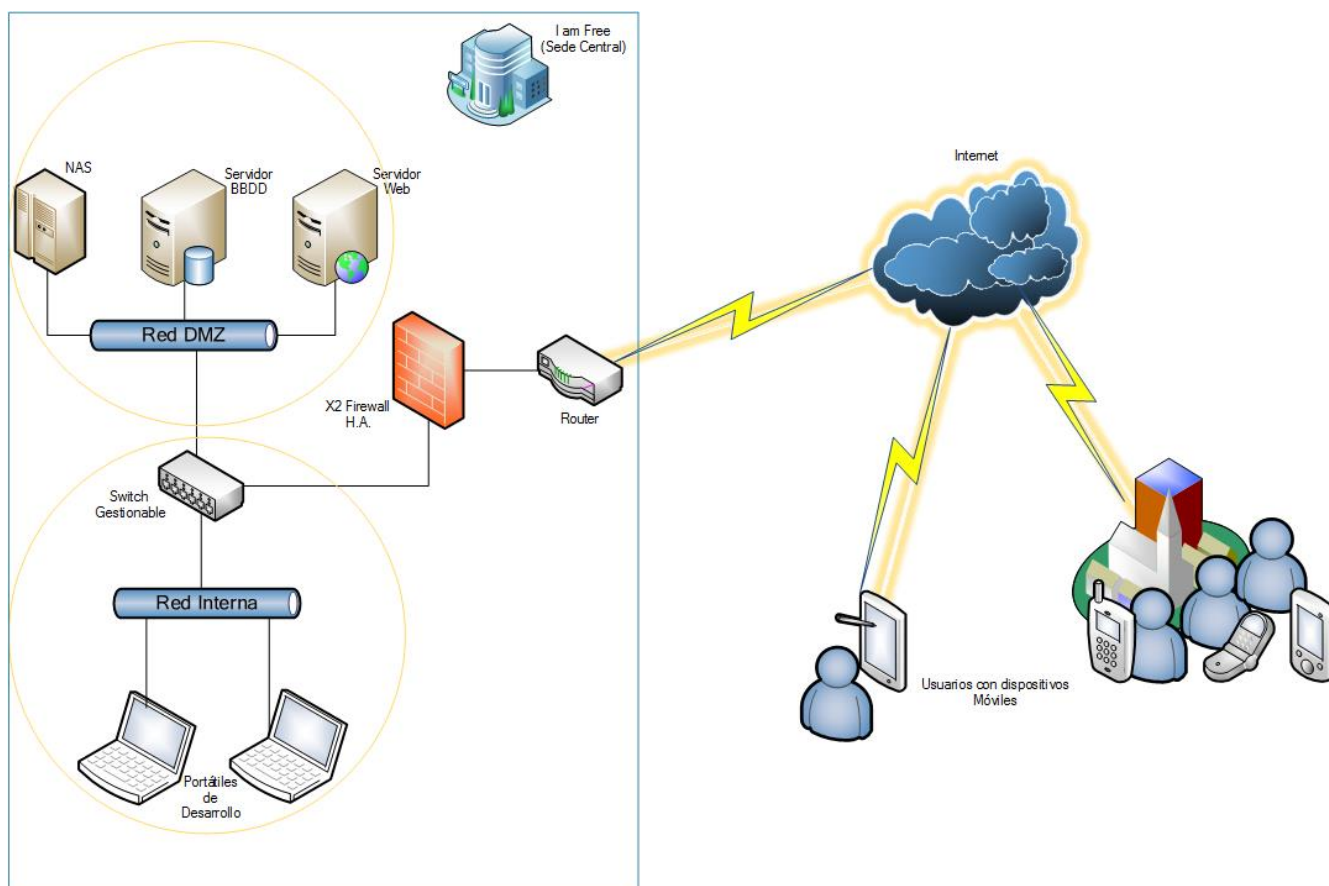 I am Free
(Sede Central)
NAS
Servidor
BBDD
Servidor
Web
Internet
Red DMZ
X2 Firewall
H.A.
Router
Switch
Gestionable
Red Interna
Usuarios con dispositivos
Móviles
Portátiles
de
Desarrollo